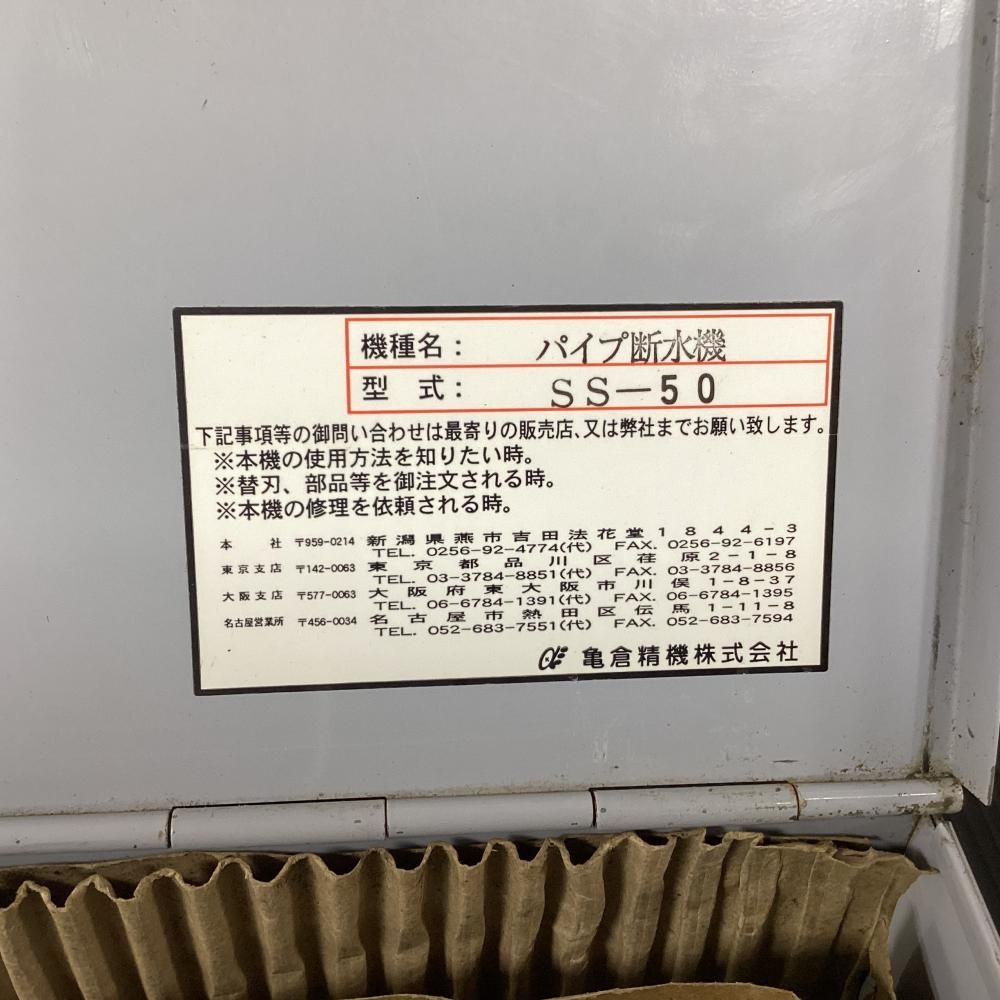 機種名： パイプ断水機
型　式： SS－50
下記事項等の御問い合わせは最寄りの販売店、又は弊社までお願い致します。
※本機の使用方法を知りたい時。
※替刃、部品等を御注文される時。
※本機の修理を依頼される時。
本　　社 〒959-0214 新潟県燕市吉田法花堂1844-3
TEL. 0256-92-4774(代) FAX. 0256-92-6197
東京支店 〒142-0063 東京都品川区荏原2-1-8
TEL. 03-3784-8851(代) FAX. 03-3784-8856
大阪支店 〒577-0063 大阪府東大阪市川俣1-8-37
TEL. 06-6784-1391(代) FAX. 06-6784-1395
名古屋営業所 〒456-0034 名古屋市熱田区伝馬1-11-8
TEL. 052-683-7551(代) FAX. 052-683-7594
亀倉精機株式会社